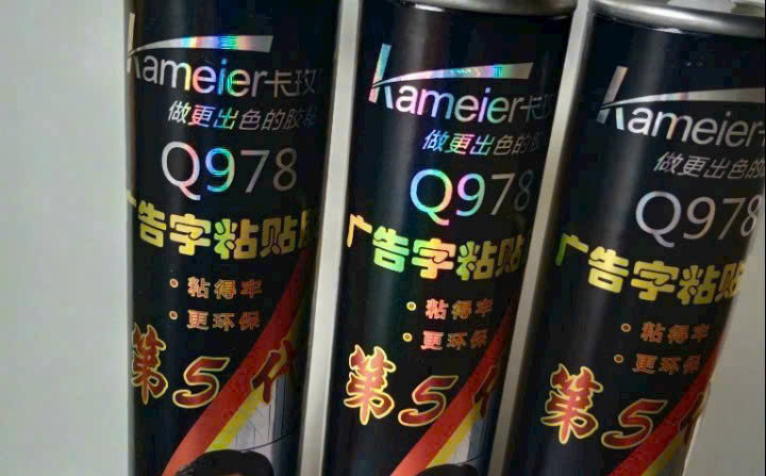 Kameier卡玫
做更出色的胶
Q978
广告字粘贴
·粘得牢
·更环保
第5代
Kameier卡玫
做更出色的胶
Q978
广告字粘贴
·粘得牢
·更环保
第5
Kameier
做更出色的
Q978
广告字粘贴
·粘得牢
·更环保
第5